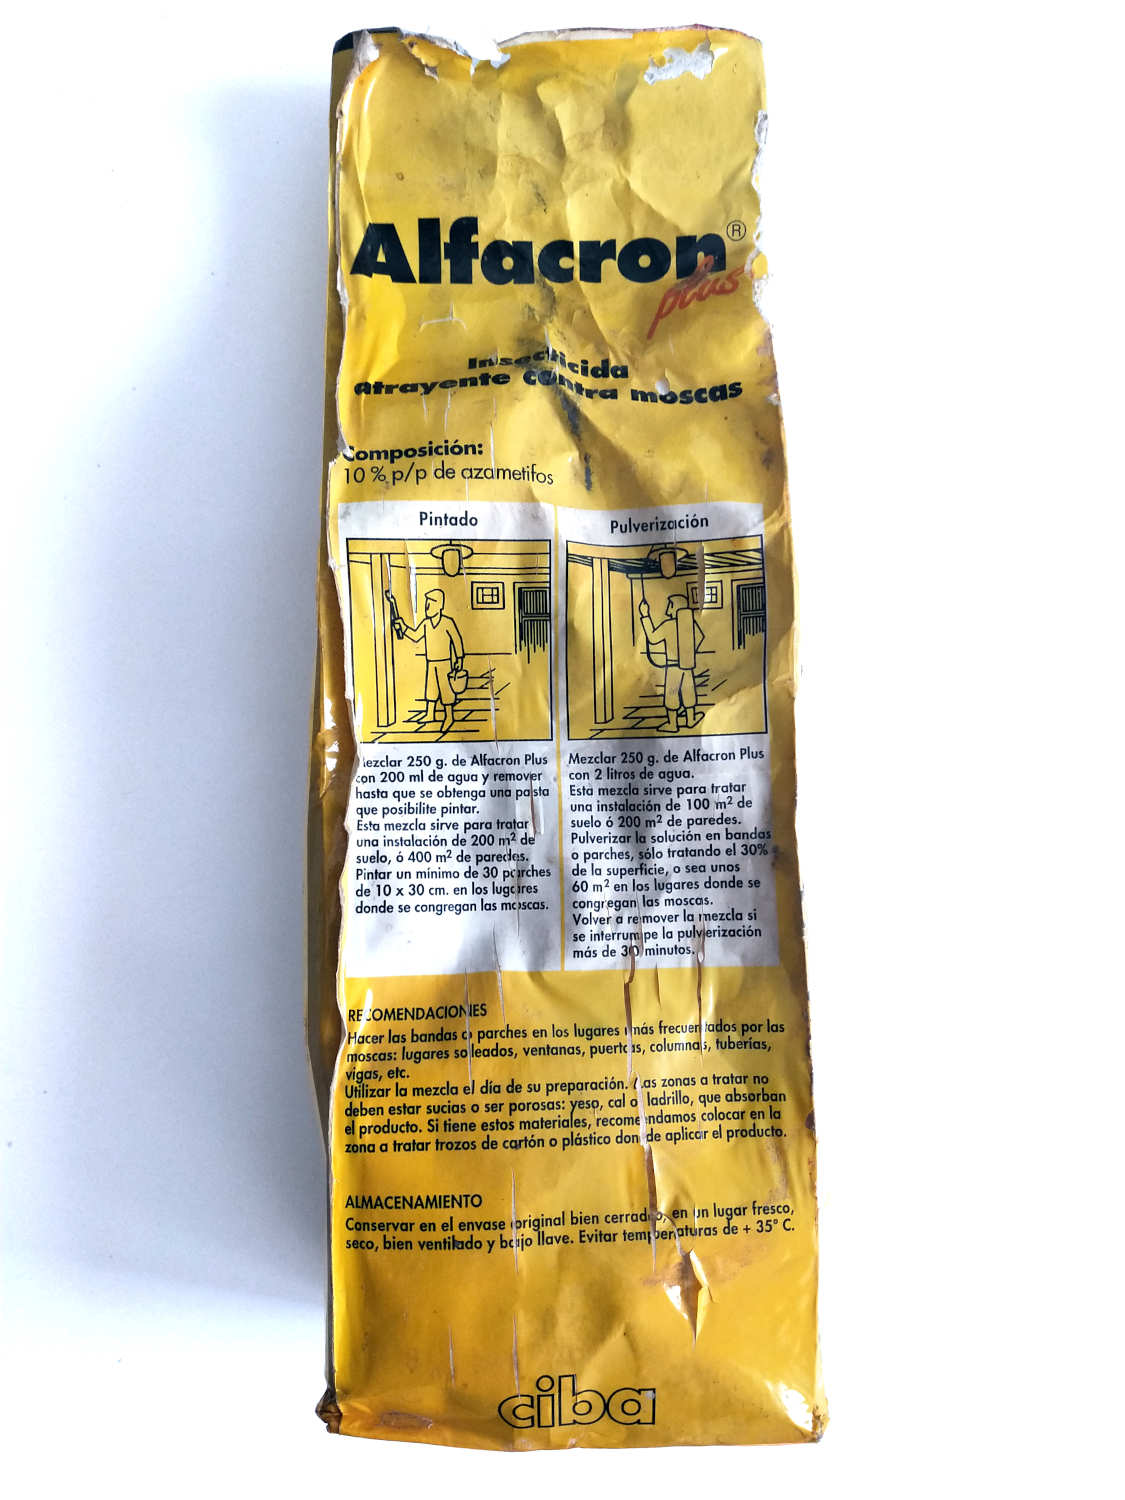 Alfacron®
plus
Insecticida
atrayente contra moscas
Composición:
10 % p/p de azametifos
Pintado
Mezclar 250 g. de Alfacron Plus
con 200 ml de agua y remover
hasta que se obtenga una pasta
que posibilite pintar.
Esta mezcla sirve para tratar
una instalación de 200 m² de
suelo, ó 400 m² de paredes.
Pintar un mínimo de 30 parches
de 10 x 30 cm. en los lugares
donde se congregan las moscas.
Pulverización
Mezclar 250 g. de Alfacron Plus
con 2 litros de agua.
Esta mezcla sirve para tratar
una instalación de 100 m² de
suelo ó 200 m² de paredes.
Pulverizar la solución en bandas
o parches, sólo tratando el 30%
de la superficie, o sea unos
60 m² en los lugares donde se
congregan las moscas.
Volver a remover la mezcla si
se interrumpe la pulverización
más de 30 minutos.
RECOMENDACIONES
Hacer las bandas o parches en los lugares más frecuentados por las
moscas: lugares soleados, ventanas, puertas, columnas, tuberías,
vigas, etc.
Utilizar la mezcla el día de su preparación. Las zonas a tratar no
deben estar sucias o ser porosas: yeso, cal o ladrillo, que absorban
el producto. Si tiene estos materiales, recomendamos colocar en la
zona a tratar trozos de cartón o plástico donde aplicar el producto.
ALMACENAMIENTO
Conservar en el envase original bien cerrado, en un lugar fresco,
seco, bien ventilado y bajo llave. Evitar temperaturas de + 35° C.
ciba